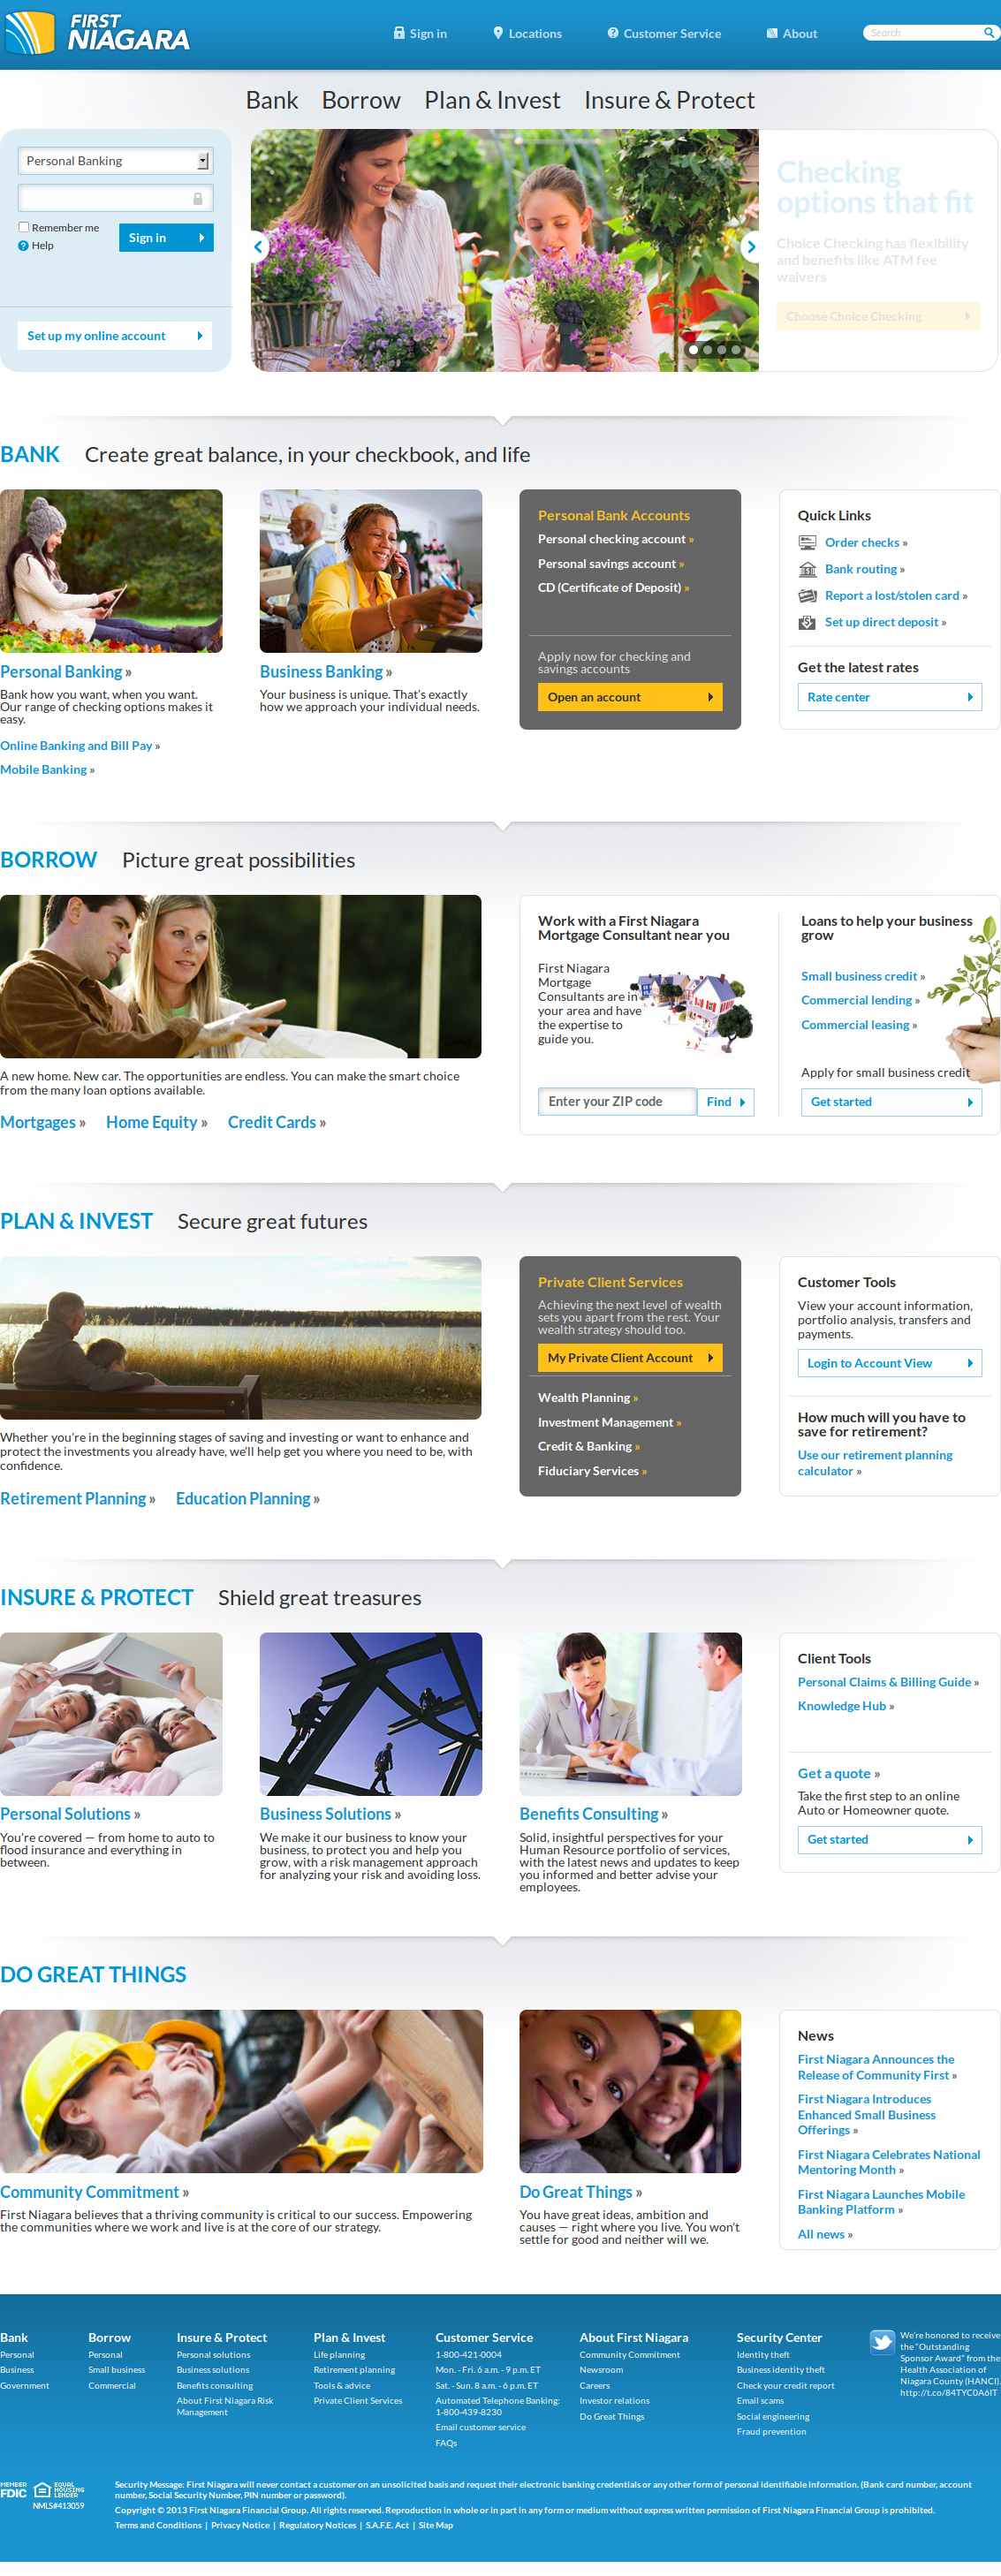 FIRST
NIAGARA
Sign in
Locations
Customer Service
About
Search
Bank
Borrow
Plan & Invest
Insure & Protect
Personal Banking
Remember me
Help
Sign in
Set up my online account
Checking
options that fit
Choice Checking has flexibility
and benefits like ATM fee
waivers
Choose Choice Checking
BANK
Create great balance, in your checkbook, and life
Personal Banking »
Bank how you want, when you want.
Our range of checking options makes it
easy.
Online Banking and Bill Pay »
Mobile Banking »
Business Banking »
Your business is unique. That's exactly
how we approach your individual needs.
Personal Bank Accounts
Personal checking account »
Personal savings account »
CD (Certificate of Deposit) »
Apply now for checking and
savings accounts
Open an account
Quick Links
Order checks »
Bank routing »
Report a lost/stolen card »
Set up direct deposit »
Get the latest rates
Rate center
BORROW
Picture great possibilities
A new home. New car. The opportunities are endless. You can make the smart choice
from the many loan options available.
Mortgages »
Home Equity »
Credit Cards »
Work with a First Niagara
Mortgage Consultant near you
First Niagara
Mortgage
Consultants are in
your area and have
the expertise to
guide you.
Enter your ZIP code
Find
Loans to help your business
grow
Small business credit »
Commercial lending »
Commercial leasing »
Apply for small business credit
Get started
PLAN & INVEST
Secure great futures
Whether you're in the beginning stages of saving and investing or want to enhance and
protect the investments you already have, we'll help get you where you need to be, with
confidence.
Retirement Planning »
Education Planning »
Private Client Services
Achieving the next level of wealth
sets you apart from the rest. Your
wealth strategy should too.
My Private Client Account
Wealth Planning »
Investment Management »
Credit & Banking »
Fiduciary Services »
Customer Tools
View your account information,
portfolio analysis, transfers and
payments.
Login to Account View
How much will you have to
save for retirement?
Use our retirement planning
calculator »
INSURE & PROTECT
Shield great treasures
Personal Solutions »
You're covered — from home to auto to
flood insurance and everything in
between.
Business Solutions »
We make it our business to know your
business, to protect you and help you
grow, with a risk management approach
for analyzing your risk and avoiding loss.
Benefits Consulting »
Solid, insightful perspectives for your
Human Resource portfolio of services,
with the latest news and updates to keep
you informed and better advise your
employees.
Client Tools
Personal Claims & Billing Guide »
Knowledge Hub »
Get a quote »
Take the first step to an online
Auto or Homeowner quote.
Get started
DO GREAT THINGS
Community Commitment »
First Niagara believes that a thriving community is critical to our success. Empowering
the communities where we work and live is at the core of our strategy.
Do Great Things »
You have great ideas, ambition and
causes — right where you live. You won't
settle for good and neither will we.
News
First Niagara Announces the
Release of Community First »
First Niagara Introduces
Enhanced Small Business
Offerings »
First Niagara Celebrates National
Mentoring Month »
First Niagara Launches Mobile
Banking Platform »
All news »
Bank
Personal
Business
Government
Borrow
Personal
Small business
Commercial
Insure & Protect
Personal solutions
Business solutions
Benefits consulting
About First Niagara Risk
Management
Plan & Invest
Life planning
Retirement planning
Tools & advice
Private Client Services
Customer Service
1-800-421-0004
Mon. - Fri. 6 a.m. - 9 p.m. ET
Sat. - Sun. 8 a.m. - 6 p.m. ET
Automated Telephone Banking:
1-800-439-8230
Email customer service
FAQs
About First Niagara
Community Commitment
Newsroom
Careers
Investor relations
Do Great Things
Security Center
Identity theft
Business identity theft
Check your credit report
Email scams
Social engineering
Fraud prevention
We're honored to receive
the "Outstanding
Sponsor Award" from the
Health Association of
Niagara County (HANCI).
http://t.co/84TYC0A6IT
MEMBER
FDIC
EQUAL
HOUSING
LENDER
NMLS#413059
Security Message: First Niagara will never contact a customer on an unsolicited basis and request their electronic banking credentials or any other form of personal identifiable information. (Bank card number, account
number, Social Security Number, PIN number or password).
Copyright © 2013 First Niagara Financial Group. All rights reserved. Reproduction in whole or in part in any form or medium without express written permission of First Niagara Financial Group is prohibited.
Terms and Conditions | Privacy Notice | Regulatory Notices | S.A.F.E. Act | Site Map